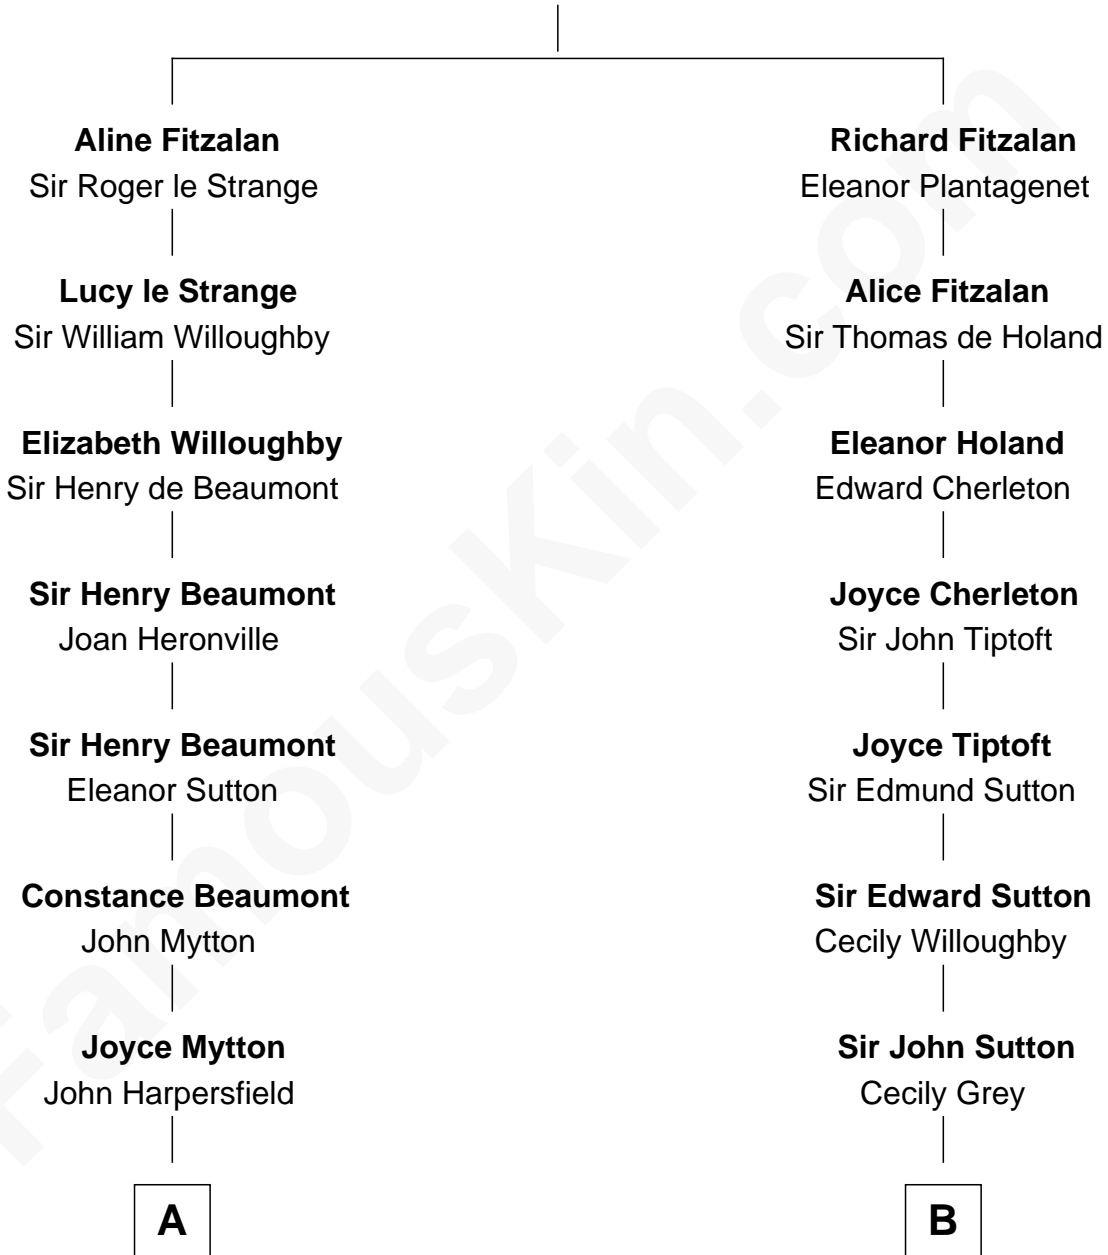 Aline Fitzalan
Sir Roger le Strange
Lucy le Strange
Sir William Willoughby
Elizabeth Willoughby
Sir Henry de Beaumont
Sir Henry Beaumont
Joan Heronville
Sir Henry Beaumont
Eleanor Sutton
Constance Beaumont
John Mytton
Joyce Mytton
John Harpersfield
A
Richard Fitzalan
Eleanor Plantagenet
Alice Fitzalan
Sir Thomas de Holand
Eleanor Holand
Edward Cherleton
Joyce Cherleton
Sir John Tiptoft
Joyce Tiptoft
Sir Edmund Sutton
Sir Edward Sutton
Cecily Willoughby
Sir John Sutton
Cecily Grey
B
FamousKin.com